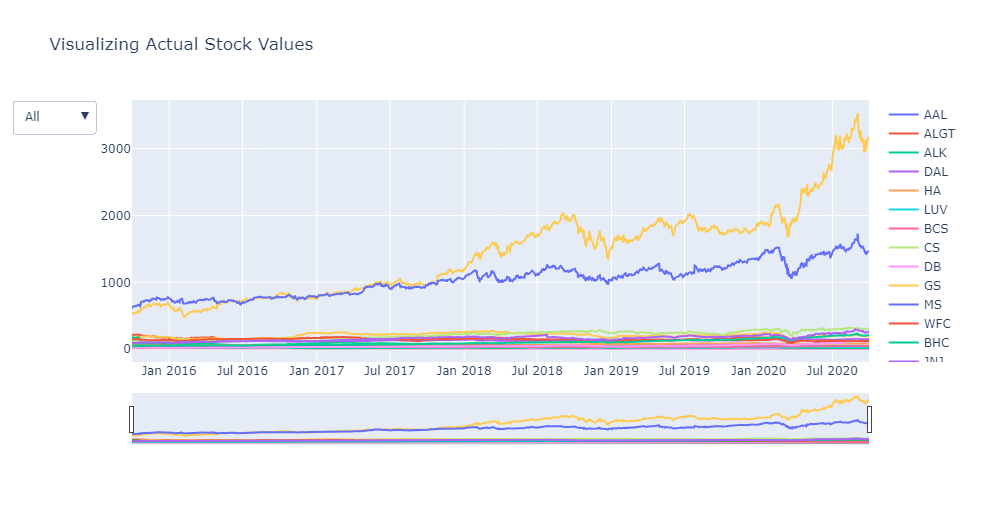 Visualizing Actual Stock Values
All ▼
3000
2000
1000
0
Jan 2016 Jul 2016 Jan 2017 Jul 2017 Jan 2018 Jul 2018 Jan 2019 Jul 2019 Jan 2020 Jul 2020
AAL
ALGT
ALK
DAL
HA
LUV
BCS
CS
DB
GS
MS
WFC
BHC
JNJ